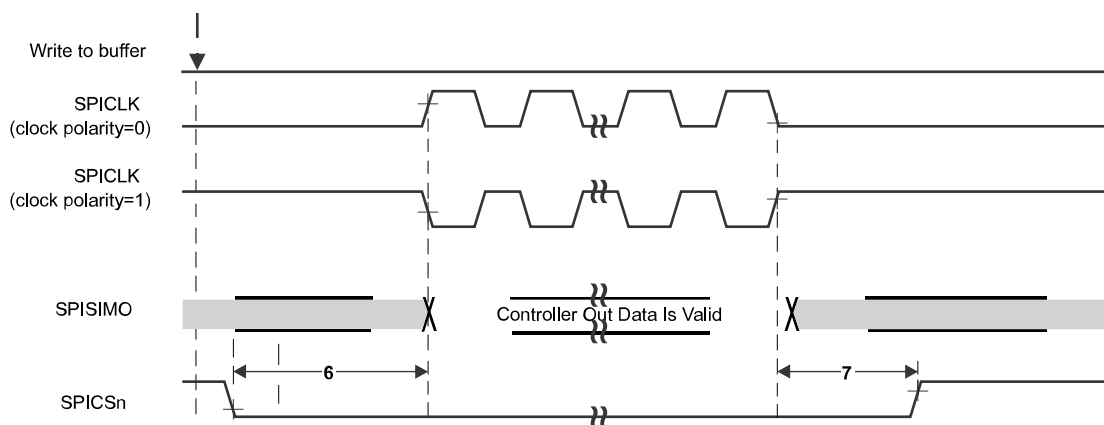 Write to buffer
SPICLK
(clock polarity=0)
SPICLK
(clock polarity=1)
SPISIMO
Controller Out Data Is Valid
6
7
SPICSn